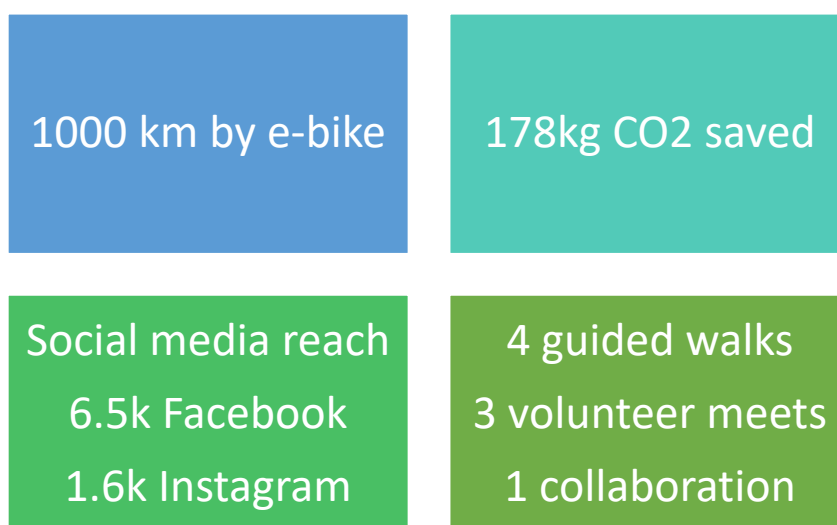 1000 km by e-bike
178kg CO2 saved
Social media reach
6.5k Facebook
1.6k Instagram
4 guided walks
3 volunteer meets
1 collaboration